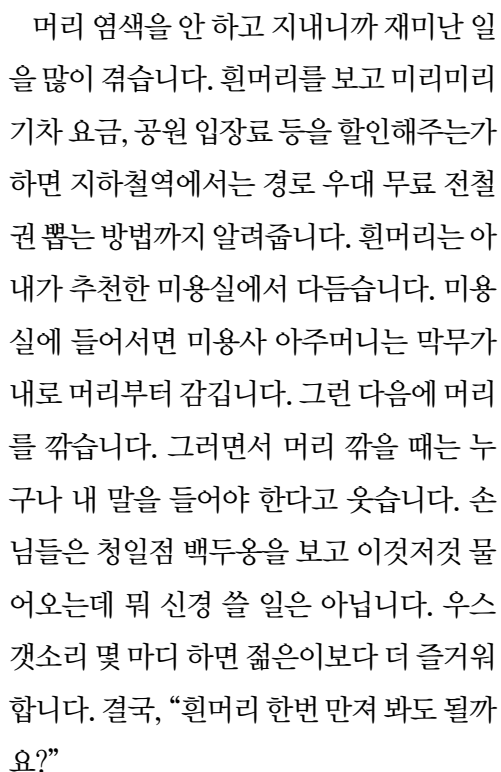 머리 염색을 안 하고 지내니까 재미난 일
을 많이 겪습니다. 흰머리를 보고 미리미리
기차 요금, 공원 입장료 등을 할인해주는가
하면 지하철역에서는 경로 우대 무료 전철
권 뽑는 방법까지 알려줍니다. 흰머리는 아
내가 추천한 미용실에서 다듬습니다. 미용
실에 들어서면 미용사 아주머니는 막무가
내로 머리부터 감깁니다. 그런 다음에 머리
를 깎습니다. 그러면서 머리 깎을 때는 누
구나 내 말을 들어야 한다고 웃습니다. 손
님들은 청일점 백두옹을 보고 이것저것 물
어오는데 뭐 신경 쓸 일은 아닙니다. 우스
갯소리 몇 마디 하면 젊은이보다 더 즐거워
합니다. 결국, “흰머리 한번 만져 봐도 될까
요?”